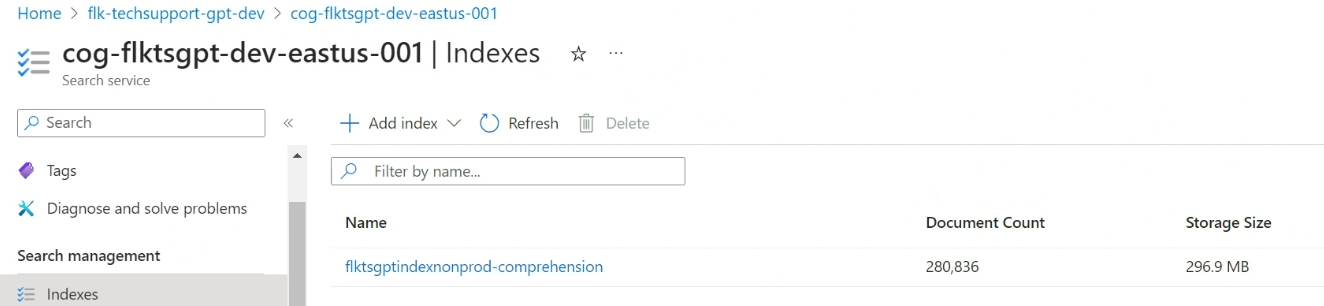 Home > flk-techsupport-gpt-dev > cog-flktsgpt-dev-eastus-001
cog-flktsgpt-dev-eastus-001 | Indexes
Search service
Search
Add index
Refresh
Delete
Tags
Filter by name...
Diagnose and solve problems
Name Document Count Storage Size
Search management
flktsgptindexnonprod-comprehension 280,836 296.9 MB
Indexes